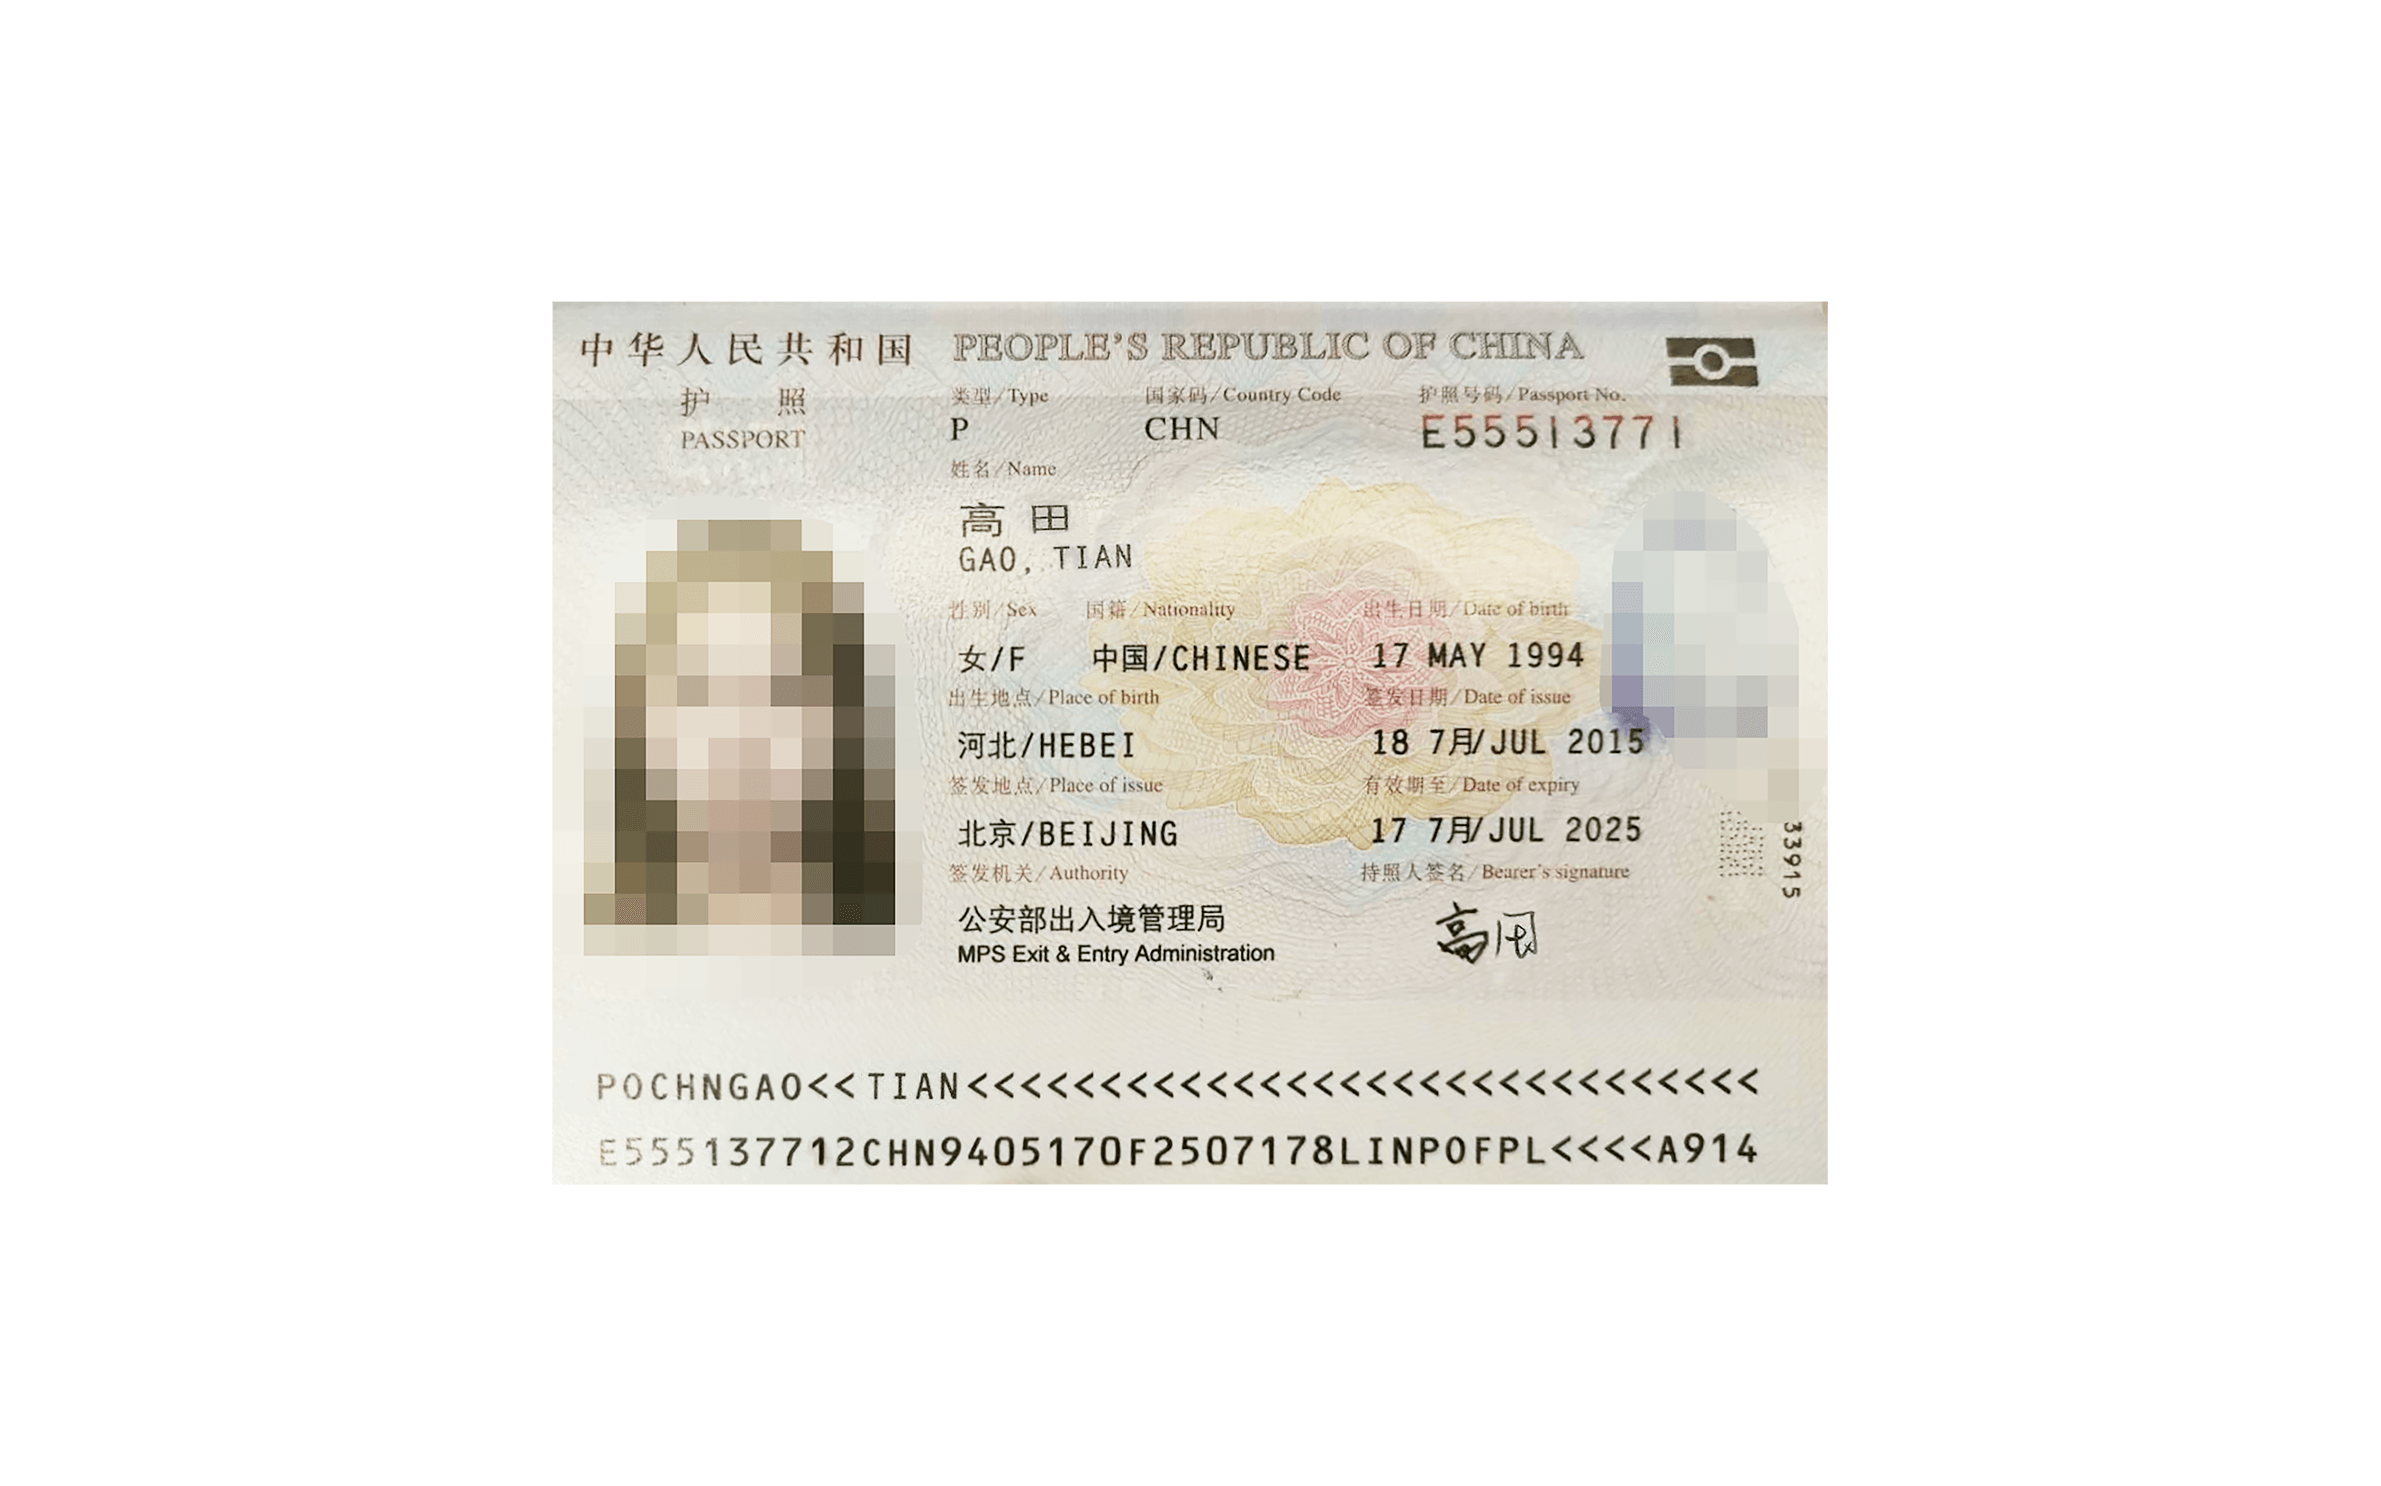 中华人民共和国 PEOPLE'S REPUBLIC OF CHINA
护照
PASSPORT
类型/Type 国家码/Country Code 护照号码/Passport No.
P CHN E55513771
姓名/Name
高田
GAO, TIAN
性别/Sex 国籍/Nationality 出生日期/Date of birth
女/F 中国/CHINESE 17 MAY 1994
出生地点/Place of birth 签发日期/Date of issue
河北/HEBEI 18 7月/JUL 2015
签发地点/Place of issue 有效期至/Date of expiry
北京/BEIJING 17 7月/JUL 2025
签发机关/Authority 持照人签名/Bearer's signature
公安部出入境管理局 高田
MPS Exit & Entry Administration
33915
POCHNGAO<<TIAN<<<<<<<<<<<<<<<<<<<<<<<<<<<<<<
E555137712CHN9405170F2507178LINPOFPL<<<<A914